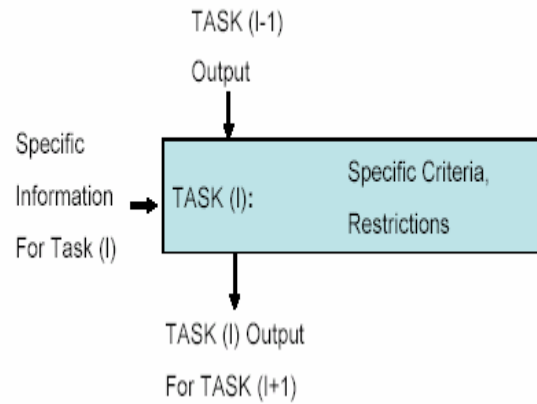 TASK (I-1)
Output
Specific
Information
For Task (I)
TASK (I):
Specific Criteria,
Restrictions
TASK (I) Output
For TASK (I+1)